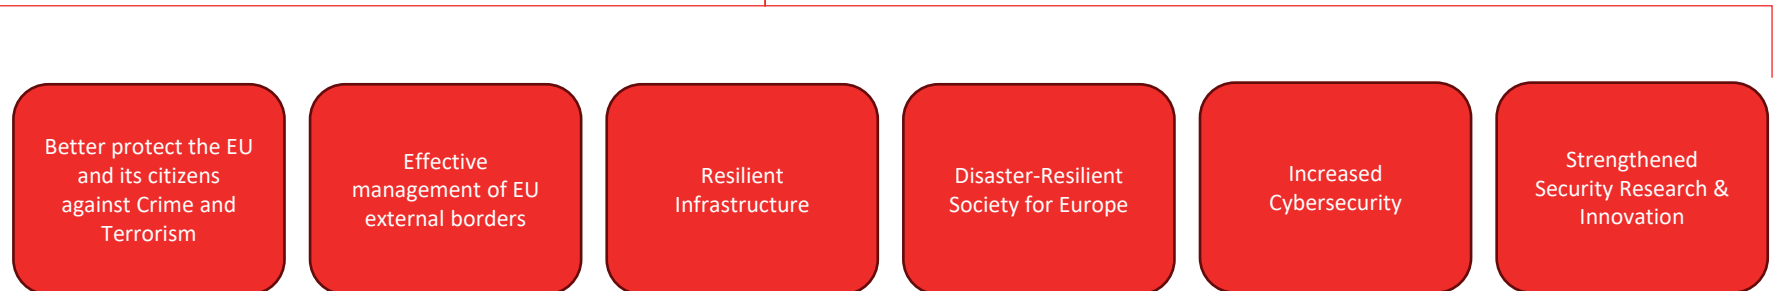 Better protect the EU
and its citizens
against Crime and
Terrorism
Effective
management of EU
external borders
Resilient
Infrastructure
Disaster-Resilient
Society for Europe
Increased
Cybersecurity
Strengthened
Security Research &
Innovation